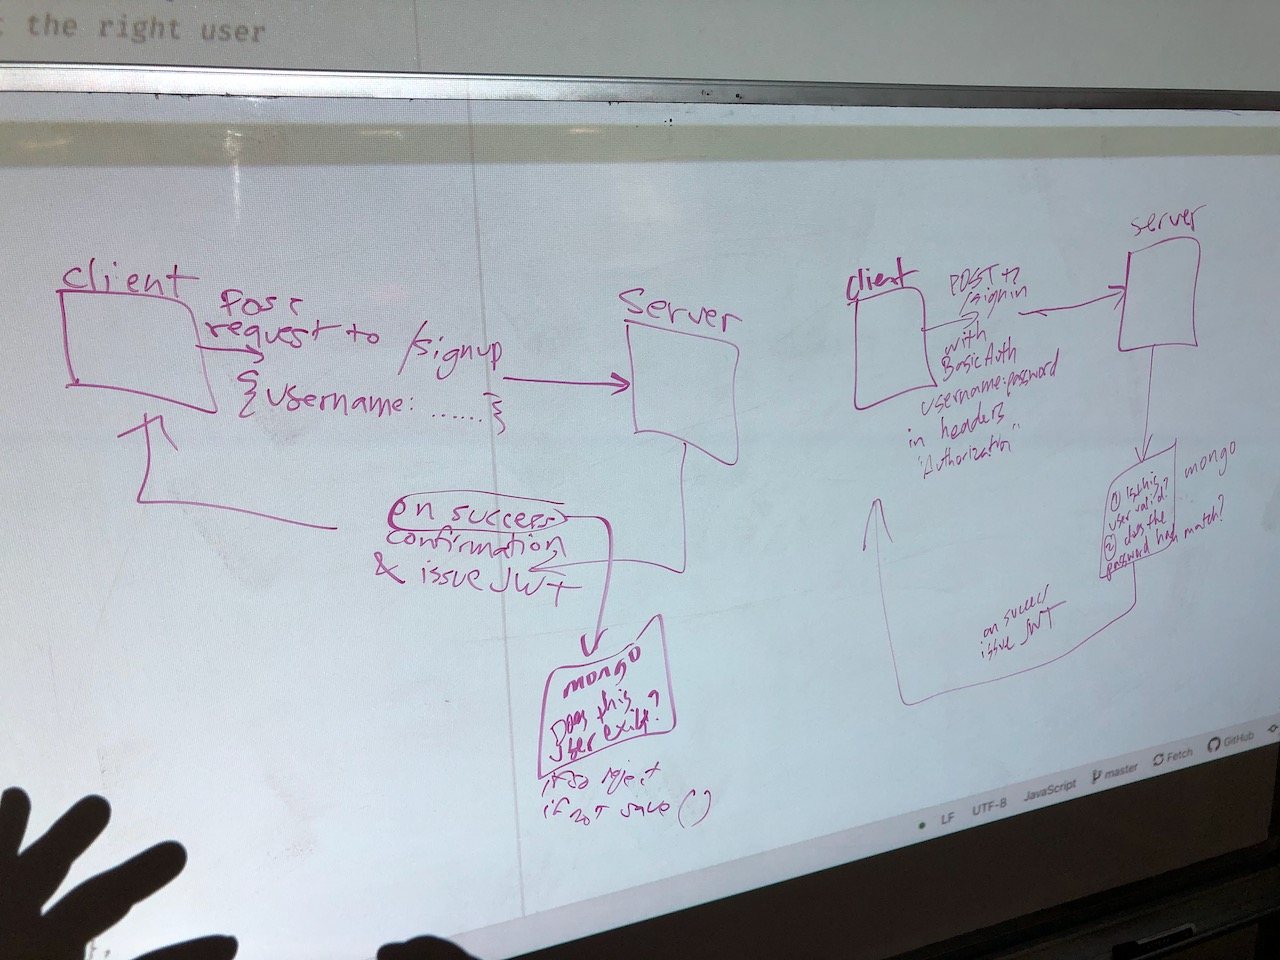 : the right user
client
POST
request to /signup
{username: ......}
Server
on success
confirmation
& issue JWT
mongo
Does this
user exist?
if so reject
if not save()
client
POST to
/signin
with
Basic Auth
username:password
in headers
"Authorization"
server
mongo
① Is this
user valid?
② does the
password hash match?
on success
issue JWT
LF UTF-8 JavaScript master Fetch GitHub